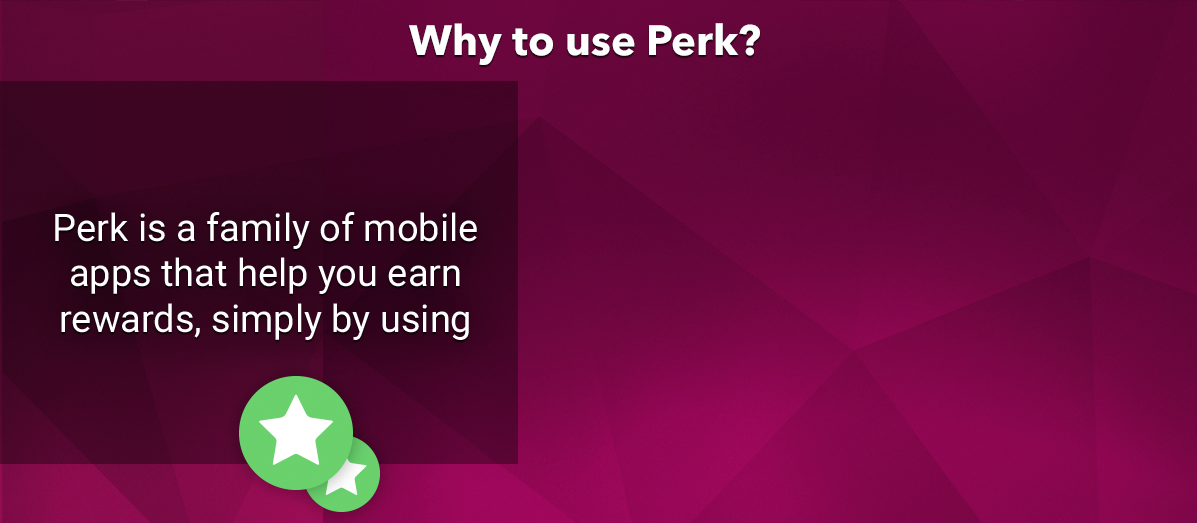 Why to use Perk?
Perk is a family of mobile
apps that help you earn
rewards, simply by using